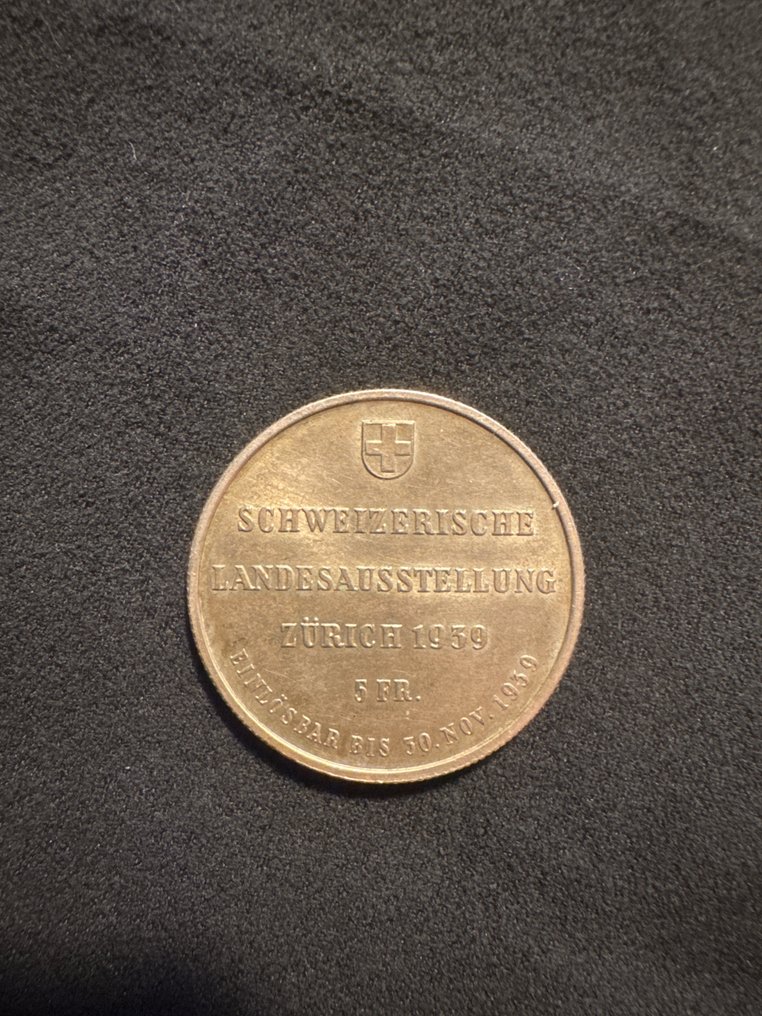 SCHWEIZERISCHE
LANDESAUSSTELLUNG
ZÜRICH 1939
5 FR.
EINLÖSBAR BIS 30. NOV. 1939